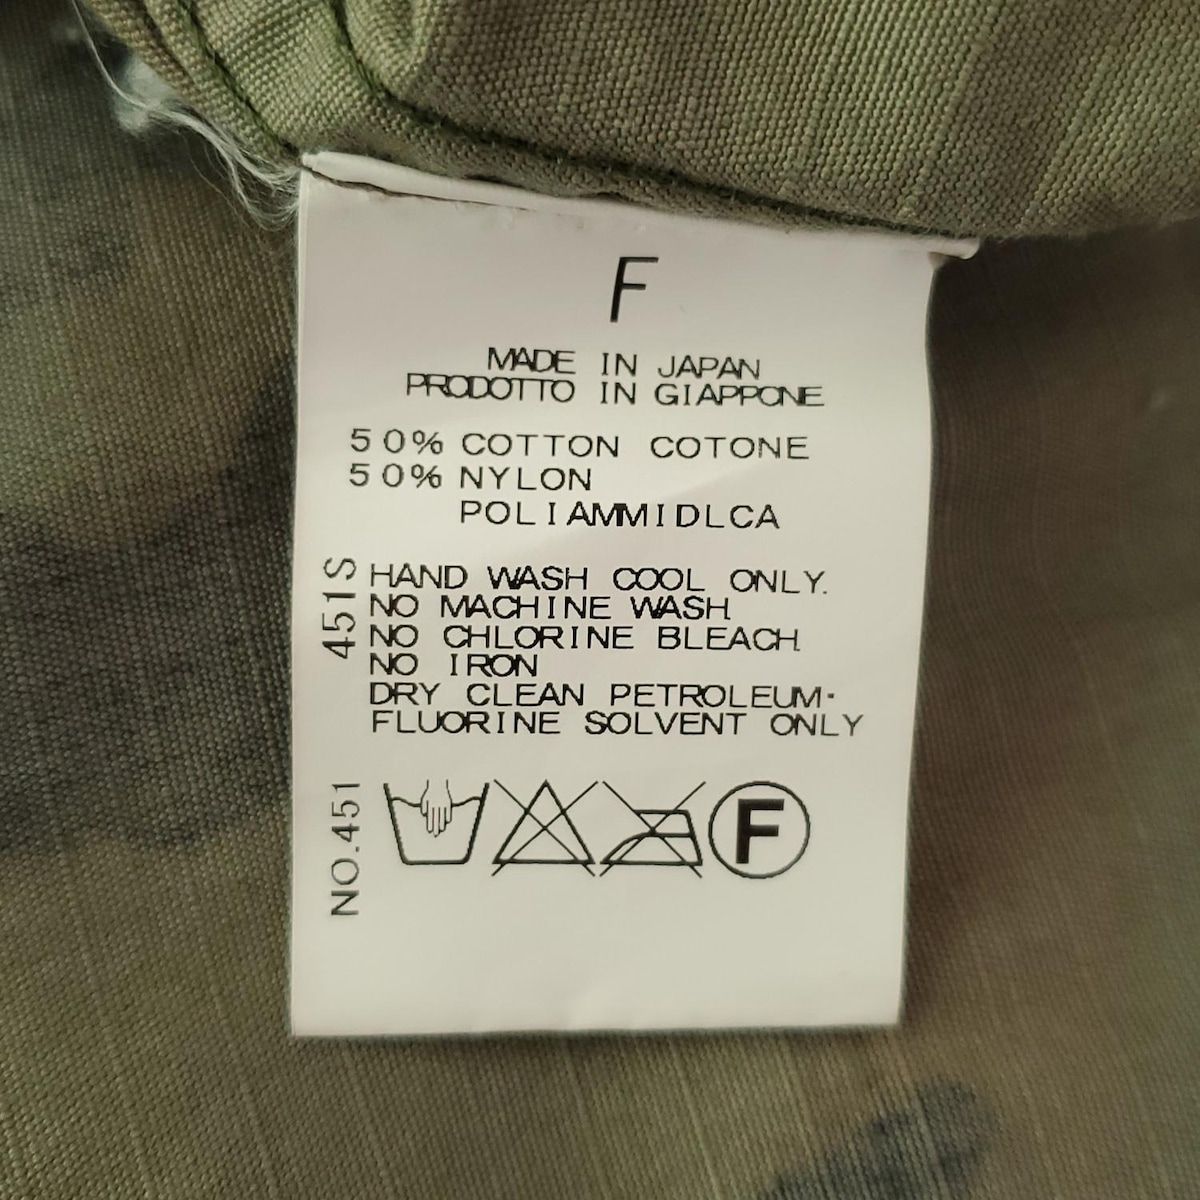 F
MADE IN JAPAN
PRODOTTO IN GIAPPONE
50% COTTON COTONE
50% NYLON
POLIAMMIDLCA
451S
HAND WASH COOL ONLY.
NO MACHINE WASH
NO CHLORINE BLEACH
NO IRON
DRY CLEAN PETROLEUM·
FLUORINE SOLVENT ONLY
NO.451
F